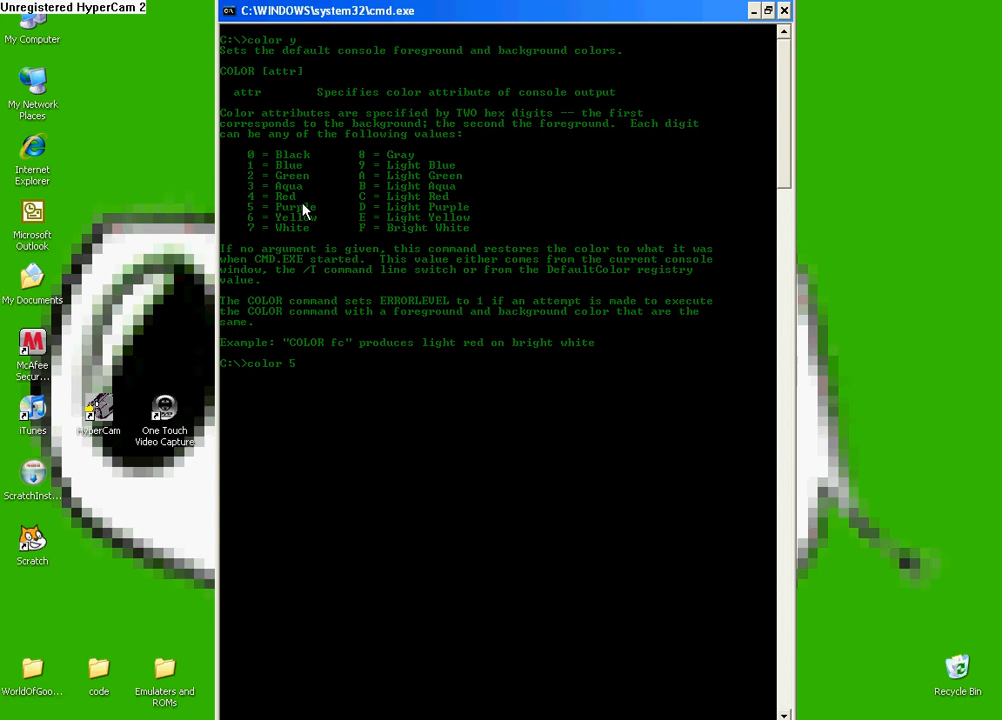 Unregistered HyperCam 2
C:\WINDOWS\system32\cmd.exe
My Computer
My Network
Places
Internet
Explorer
Microsoft
Outlook
My Documents
McAfee
Secur...
iTunes
HyperCam
One Touch
Video Capture
ScratchInst...
Scratch
WorldOfGoo...
code
Emulaters and
ROMs
Recycle Bin
C:\>color y
Sets the default console foreground and background colors.
COLOR [attr]
attr Specifies color attribute of console output
Color attributes are specified by TWO hex digits -- the first
corresponds to the background; the second the foreground. Each digit
can be any of the following values:
0 = Black 8 = Gray
1 = Blue 9 = Light Blue
2 = Green A = Light Green
3 = Aqua B = Light Aqua
4 = Red C = Light Red
5 = Purple D = Light Purple
6 = Yellow E = Light Yellow
7 = White F = Bright White
If no argument is given, this command restores the color to what it was
when CMD.EXE started. This value either comes from the current console
window, the /T command line switch or from the DefaultColor registry
value.
The COLOR command sets ERRORLEVEL to 1 if an attempt is made to execute
the COLOR command with a foreground and background color that are the
same.
Example: "COLOR fc" produces light red on bright white
C:\>color 5